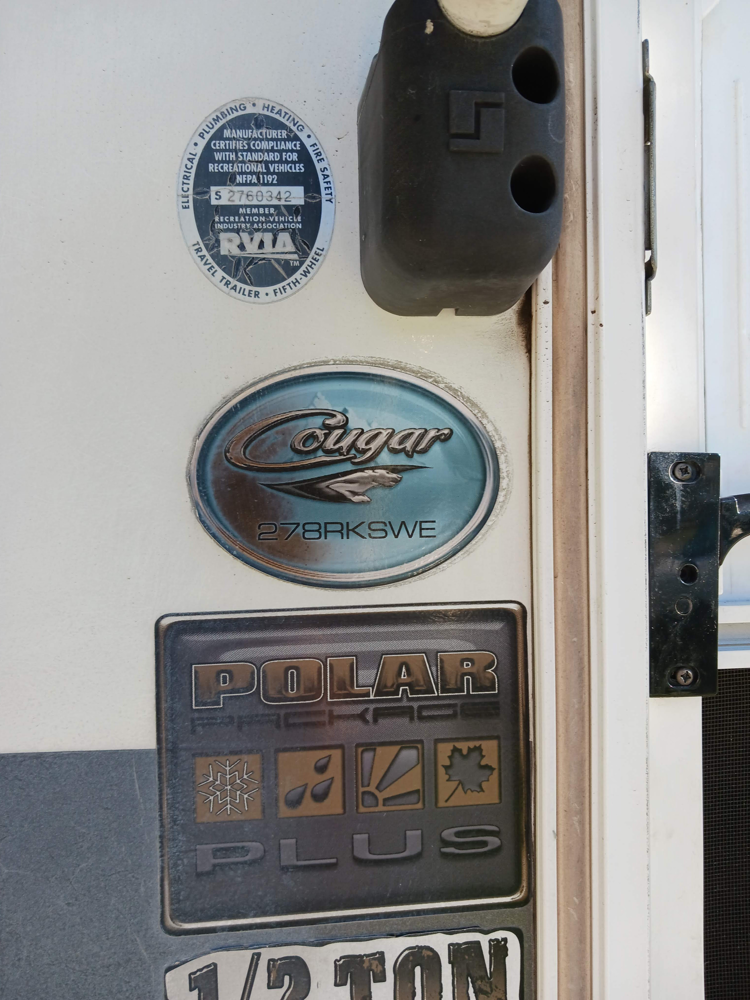 ELECTRICAL • PLUMBING • HEATING • FIRE SAFETY
MANUFACTURER
CERTIFIES COMPLIANCE
WITH STANDARD FOR
RECREATIONAL VEHICLES
NFPA 1192
S 2760342
MEMBER
RECREATION VEHICLE
INDUSTRY ASSOCIATION
RVIA
TM
TRAVEL TRAILER • FIFTH-WHEEL
Cougar
278RKSWE
POLAR
PACKAGE
PLUS
1/2 TON